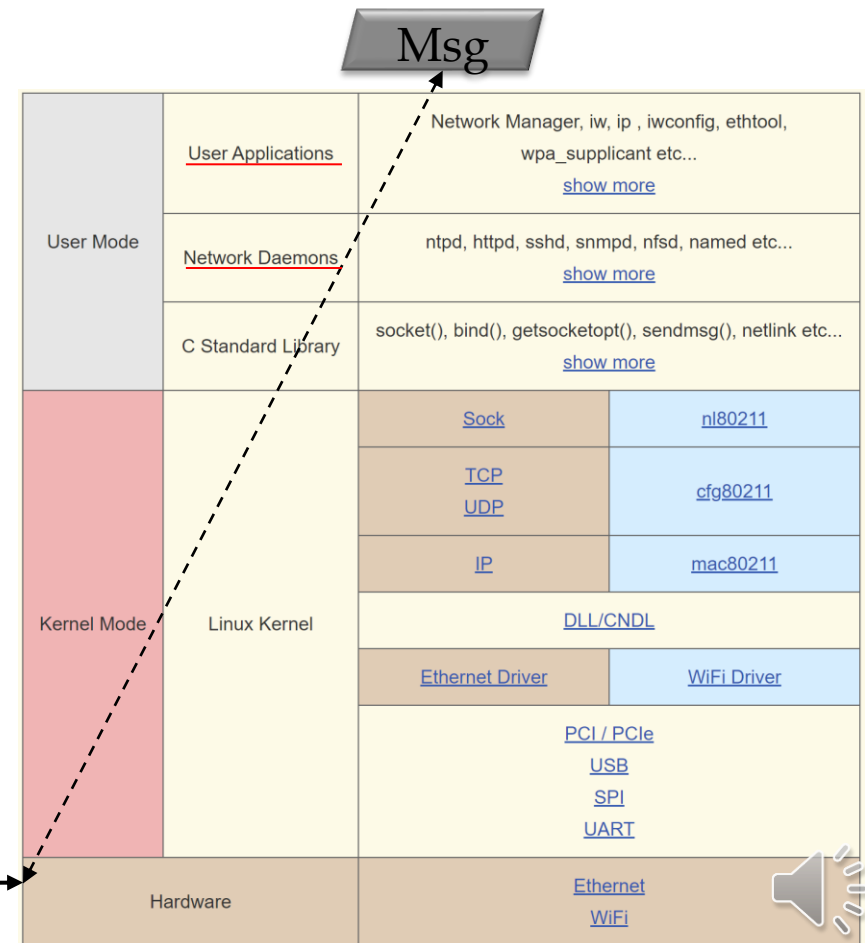 Msg
User Mode
User Applications
Network Manager, iw, ip , iwconfig, ethtool,
wpa_supplicant etc...
show more
Network Daemons
ntpd, httpd, sshd, snmpd, nfsd, named etc...
show more
C Standard Library
socket(), bind(), getsocketopt(), sendmsg(), netlink etc...
show more
Kernel Mode
Linux Kernel
Sock
nl80211
TCP
UDP
cfg80211
IP
mac80211
DLL/CNDL
Ethernet Driver
WiFi Driver
PCI / PCIe
USB
SPI
UART
Hardware
Ethernet
WiFi